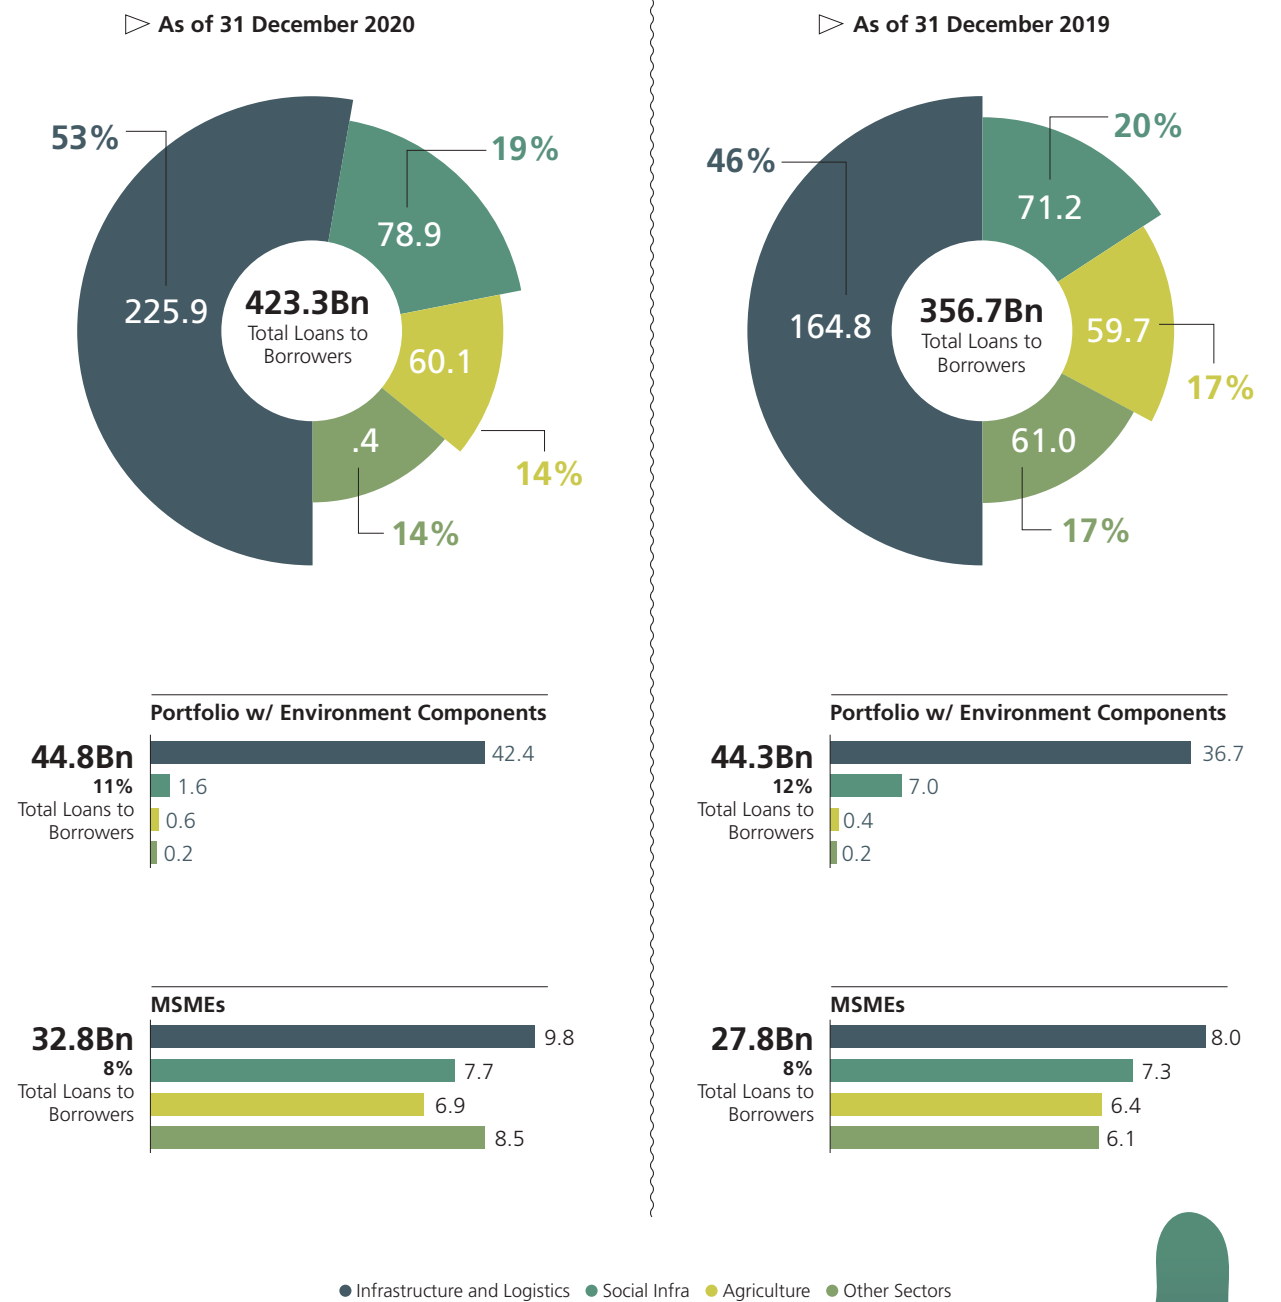 As of 31 December 2020
53%
19%
78.9
225.9
423.3Bn
Total Loans to
Borrowers
60.1
.4
14%
14%
Portfolio w/ Environment Components
44.8Bn
11%
Total Loans to
Borrowers
42.4
1.6
0.6
0.2
MSMEs
32.8Bn
8%
Total Loans to
Borrowers
9.8
7.7
6.9
8.5
As of 31 December 2019
20%
46%
71.2
164.8
356.7Bn
Total Loans to
Borrowers
59.7
17%
61.0
17%
Portfolio w/ Environment Components
44.3Bn
12%
Total Loans to
Borrowers
36.7
7.0
0.4
0.2
MSMEs
27.8Bn
8%
Total Loans to
Borrowers
8.0
7.3
6.4
6.1
Infrastructure and Logistics Social Infra Agriculture Other Sectors